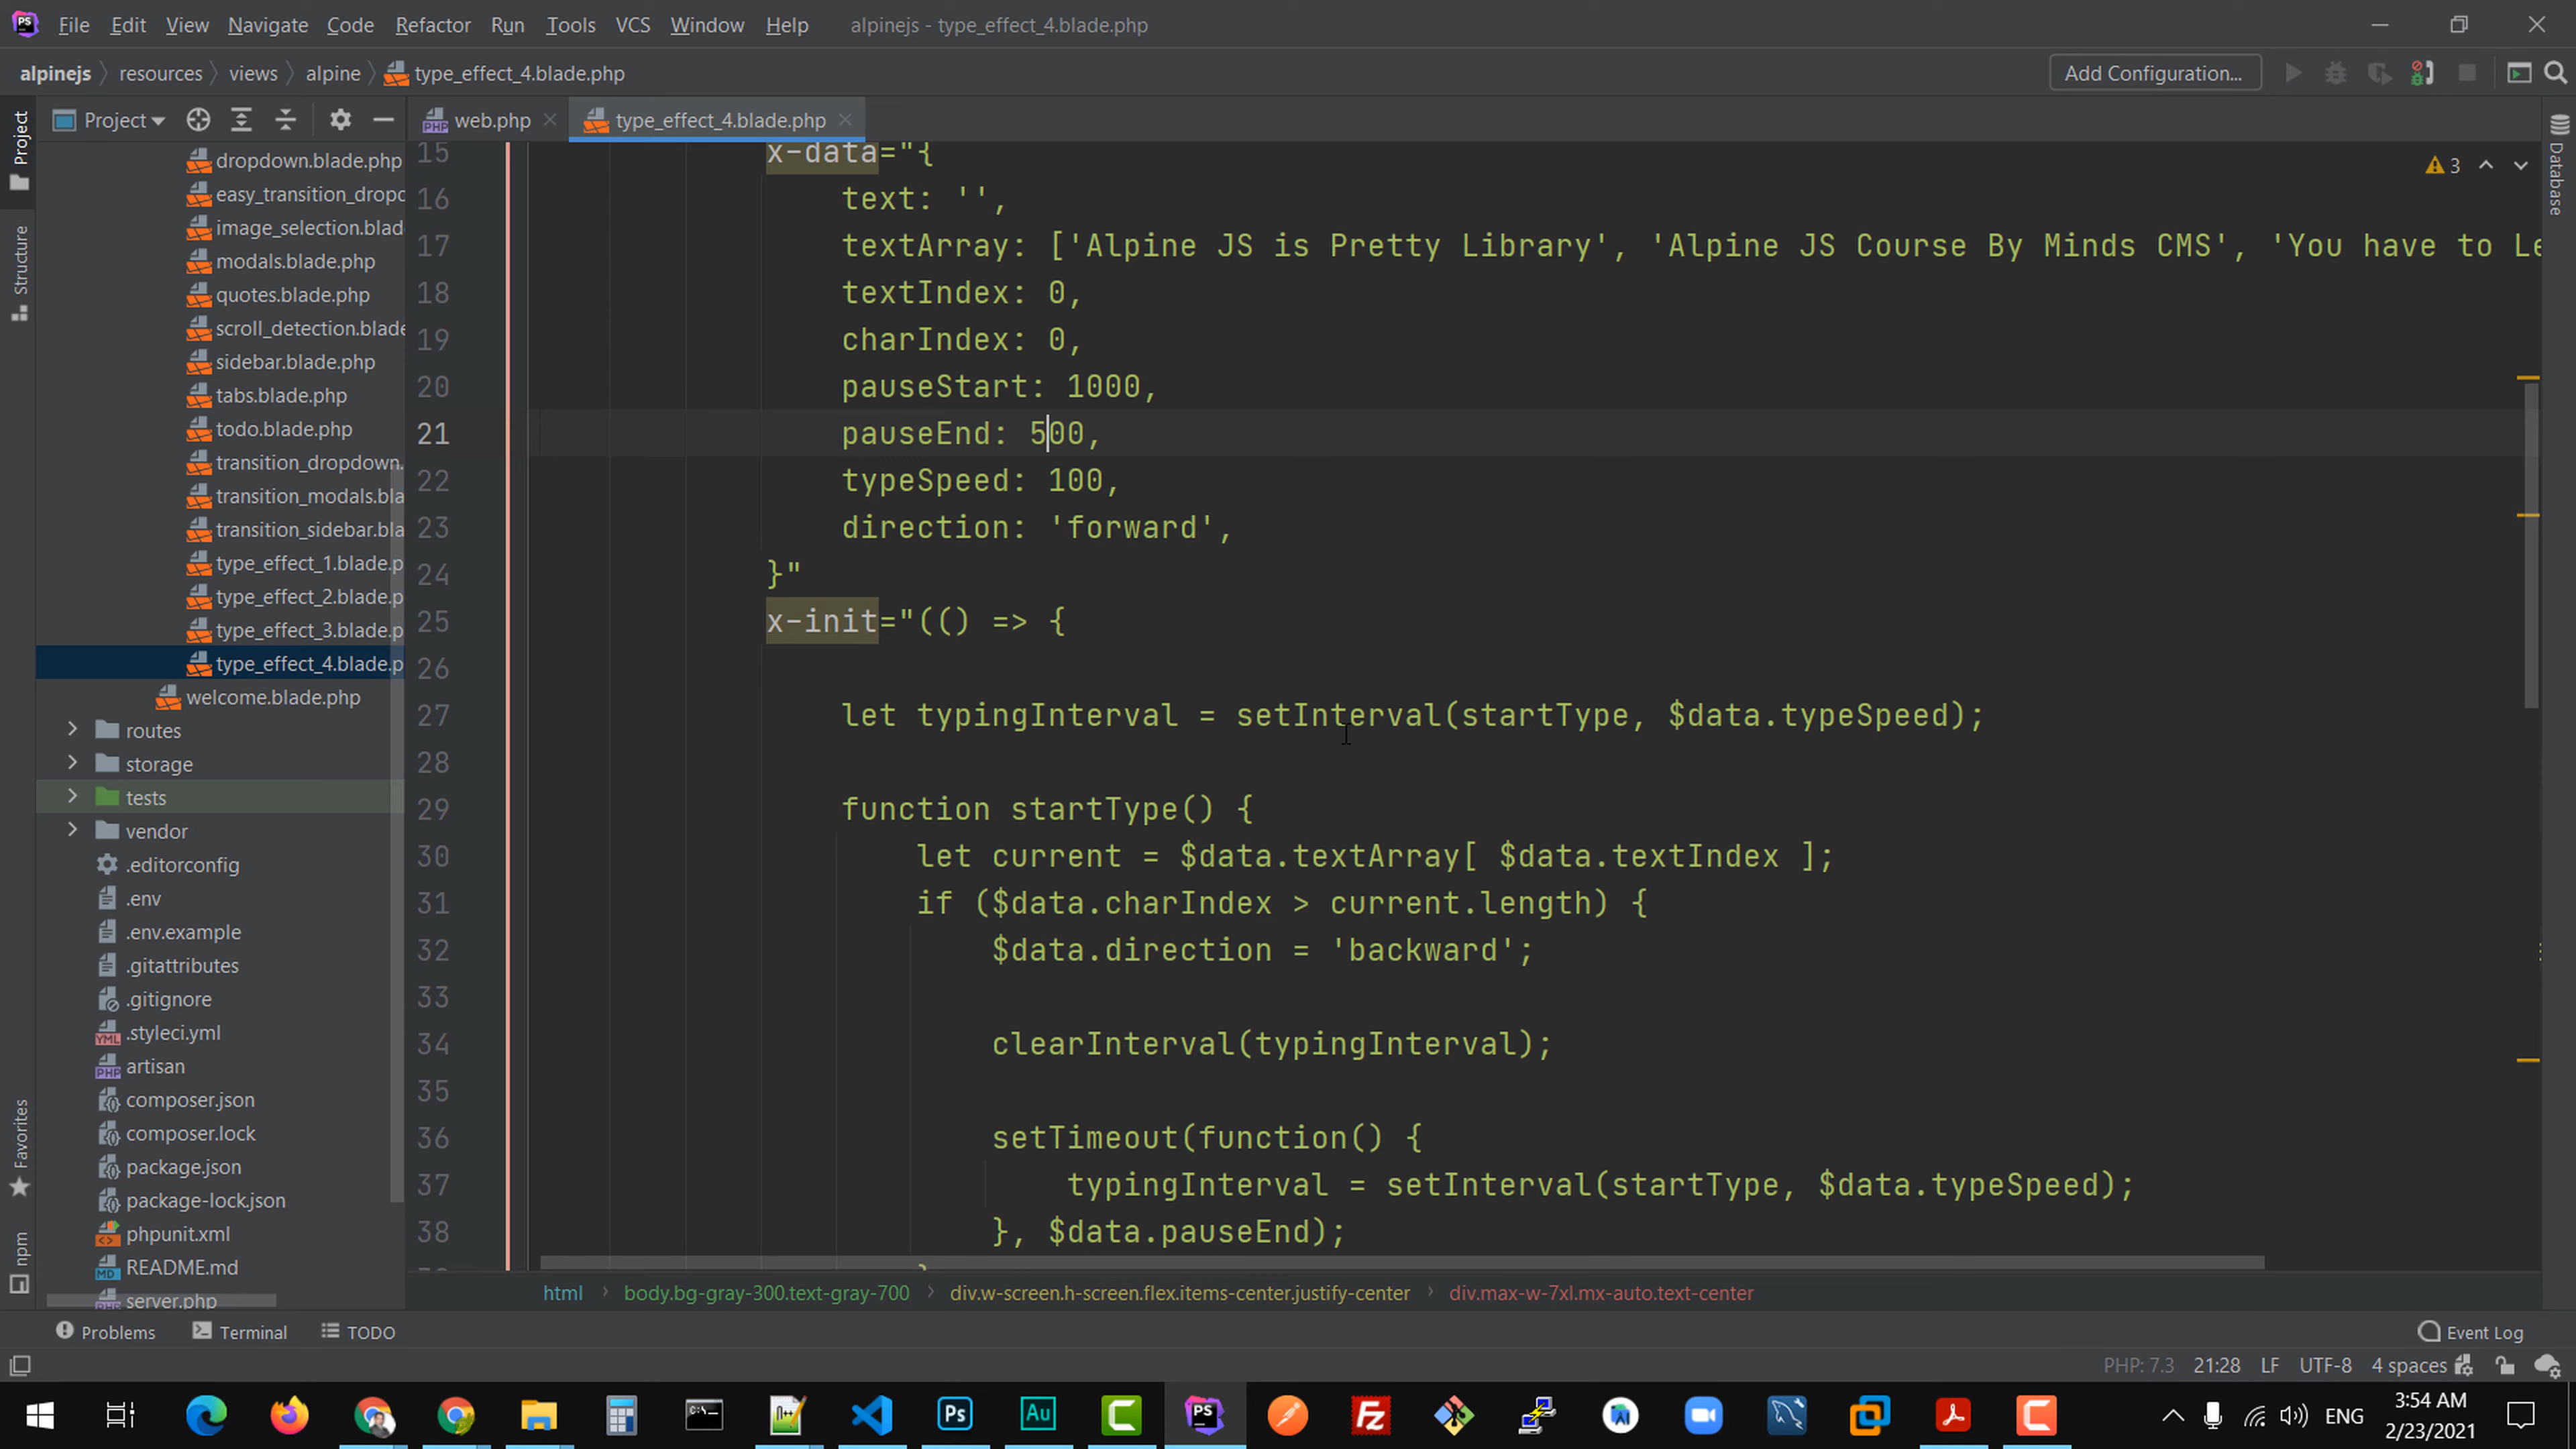 File Edit View Navigate Code Refactor Run Tools VCS Window Help alpinejs - type_effect_4.blade.php
alpinejs resources views alpine type_effect_4.blade.php Add Configuration...
Project
Project
web.php
type_effect_4.blade.php
Structure
Favorites
npm
Database
dropdown.blade.php
easy_transition_dropd
image_selection.blad
modals.blade.php
quotes.blade.php
scroll_detection.blade
sidebar.blade.php
tabs.blade.php
todo.blade.php
transition_dropdown.
transition_modals.bla
transition_sidebar.bla
type_effect_1.blade.p
type_effect_2.blade.p
type_effect_3.blade.p
type_effect_4.blade.p
welcome.blade.php
routes
storage
tests
vendor
.editorconfig
.env
.env.example
.gitattributes
.gitignore
.styleci.yml
artisan
composer.json
composer.lock
package.json
package-lock.json
phpunit.xml
README.md
server.php
3
15 x-data="{
16 text: '',
17 textArray: ['Alpine JS is Pretty Library', 'Alpine JS Course By Minds CMS', 'You have to Le
18 textIndex: 0,
19 charIndex: 0,
20 pauseStart: 1000,
21 pauseEnd: 500,
22 typeSpeed: 100,
23 direction: 'forward',
24 }"
25 x-init="(() => {
26
27 let typingInterval = setInterval(startType, $data.typeSpeed);
28
29 function startType() {
30 let current = $data.textArray[ $data.textIndex ];
31 if ($data.charIndex > current.length) {
32 $data.direction = 'backward';
33
34 clearInterval(typingInterval);
35
36 setTimeout(function() {
37 typingInterval = setInterval(startType, $data.typeSpeed);
38 }, $data.pauseEnd);
html body.bg-gray-300.text-gray-700 div.w-screen.h-screen.flex.items-center.justify-center div.max-w-7xl.mx-auto.text-center
Problems Terminal TODO Event Log
PHP: 7.3 21:28 LF UTF-8 4 spaces
ENG
3:54 AM
2/23/2021